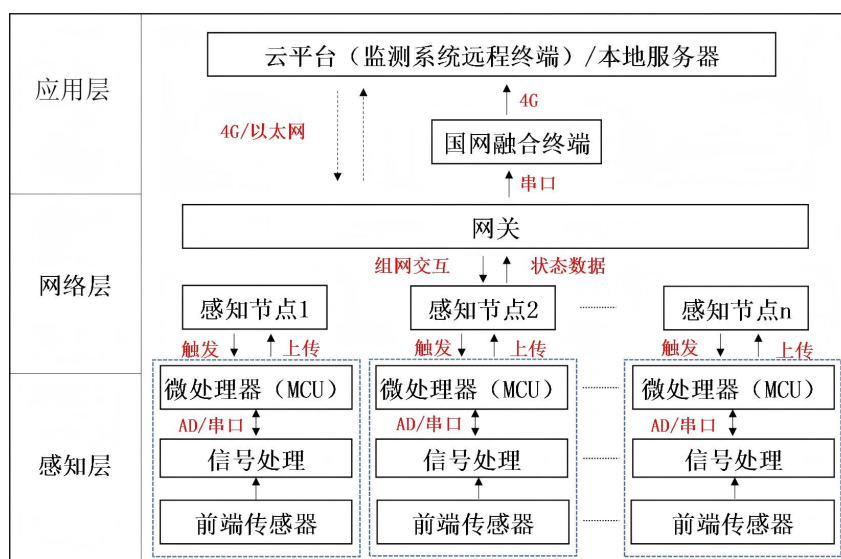 应用层
云平台（监测系统远程终端）/本地服务器
4G/以太网
4G
国网融合终端
串口
网络层
网关
组网交互
状态数据
感知节点1
感知节点2
感知节点n
触发
上传
触发
上传
触发
上传
感知层
微处理器（MCU）
微处理器（MCU）
微处理器（MCU）
AD/串口
AD/串口
AD/串口
信号处理
信号处理
信号处理
前端传感器
前端传感器
前端传感器